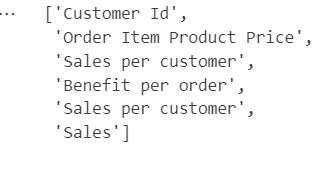 ... ['Customer Id',
'Order Item Product Price',
'Sales per customer',
'Benefit per order',
'Sales per customer',
'Sales']